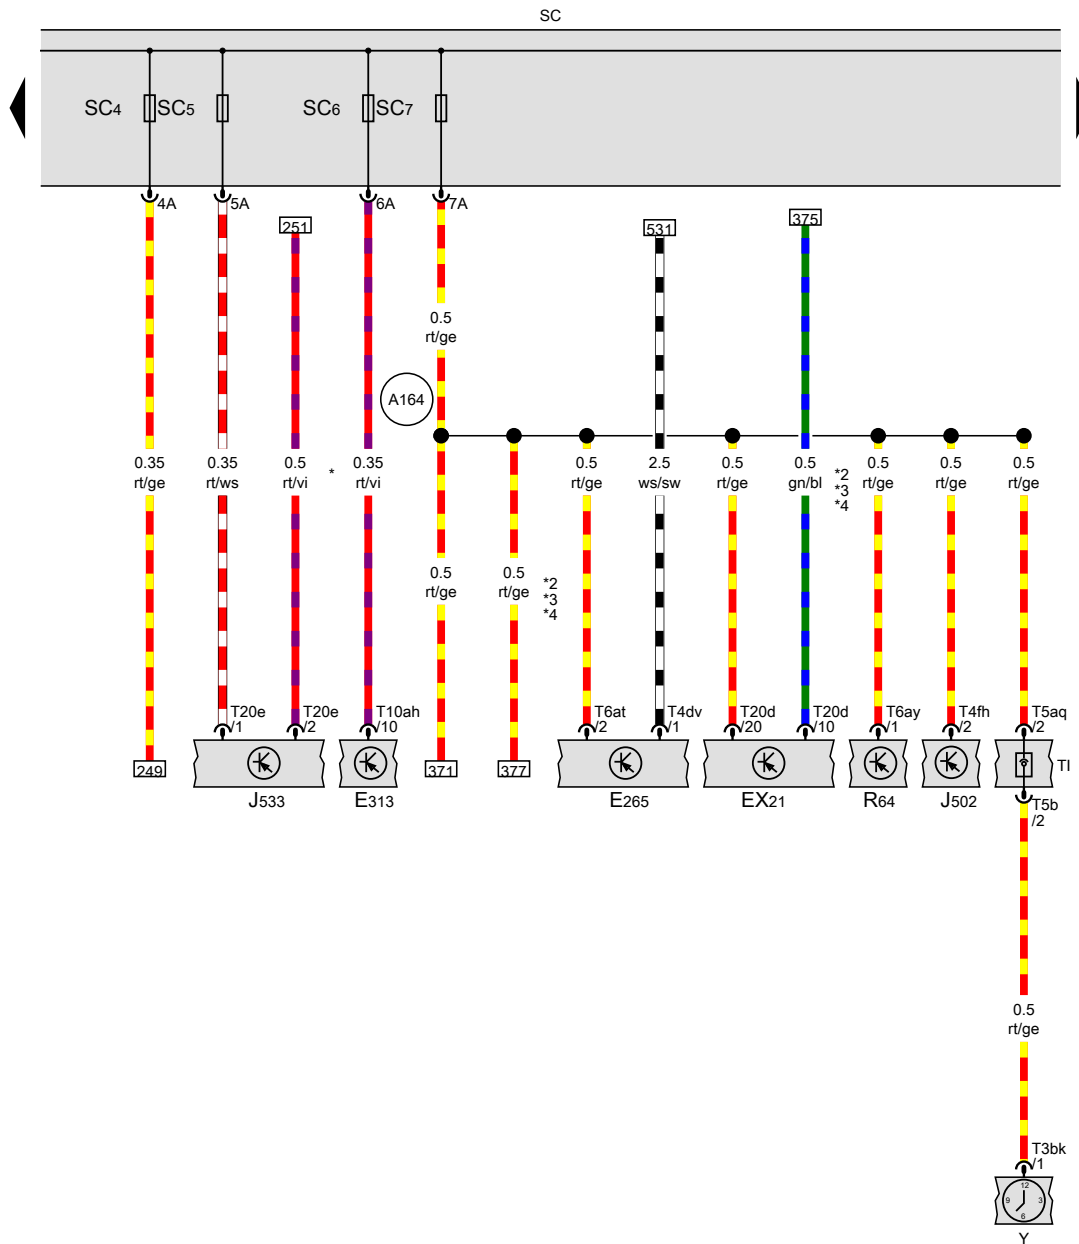 SC
SC4
SC5
SC6
SC7
4A
5A
6A
7A
251
531
375
0.5
rt/ge
A164
0.35
rt/ge
0.35
rt/ws
0.5
rt/vi
*
0.35
rt/vi
0.5
rt/ge
2.5
ws/sw
0.5
rt/ge
0.5
gn/bl
*2
*3
*4
0.5
rt/ge
0.5
rt/ge
0.5
rt/ge
0.5
rt/ge
0.5
rt/ge
*2
*3
*4
T20e
/1
T20e
/2
T10ah
/10
T6at
/2
T4dv
/1
T20d
/20
T20d
/10
T6ay
/1
T4fh
/2
T5aq
/2
249
371
377
TI
J533
E313
E265
EX21
R64
J502
T5b
/2
0.5
rt/ge
T3bk
/1
12
9
3
6
Y